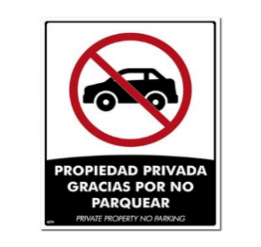 PROPIEDAD PRIVADA
GRACIAS POR NO
PARQUEAR
PRIVATE PROPERTY NO PARKING